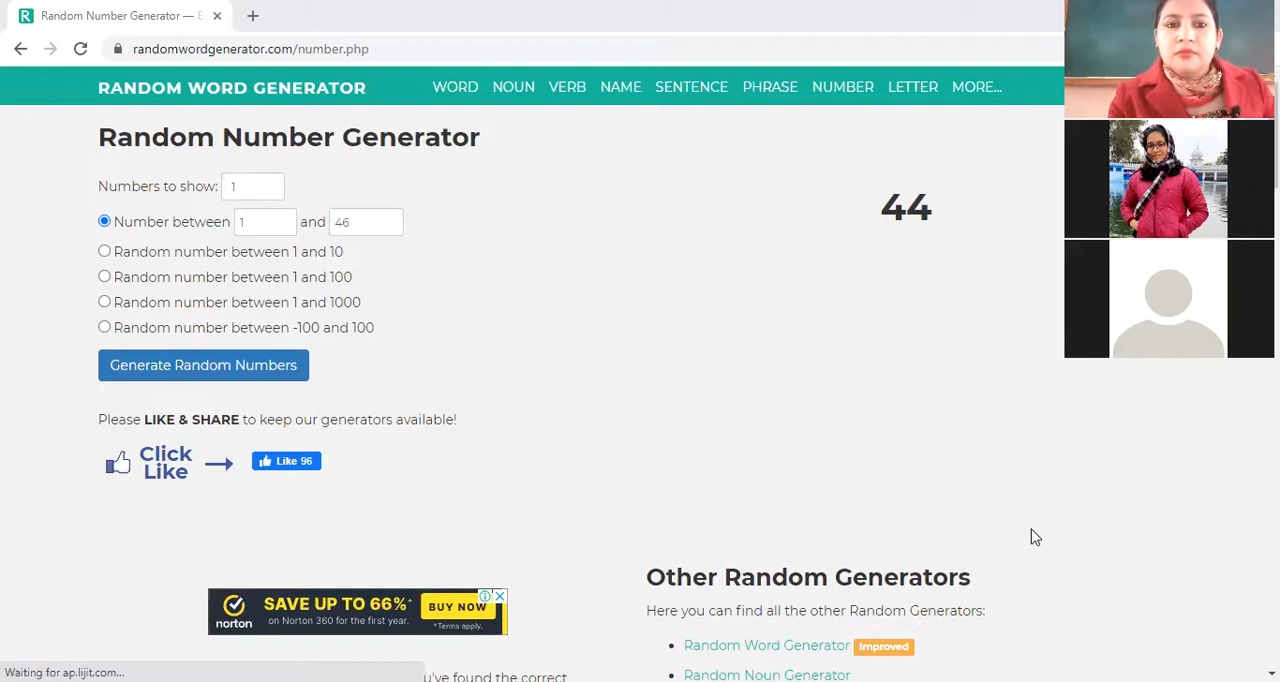 R Random Number Generator — E × +
randomwordgenerator.com/number.php
RANDOM WORD GENERATOR WORD NOUN VERB NAME SENTENCE PHRASE NUMBER LETTER MORE...
Random Number Generator
Numbers to show: 1
Number between 1 and 46
44
Random number between 1 and 10
Random number between 1 and 100
Random number between 1 and 1000
Random number between -100 and 100
Generate Random Numbers
Please LIKE & SHARE to keep our generators available!
Click
Like
Like 96
norton
SAVE UP TO 66%*
on Norton 360 for the first year.
BUY NOW
*Terms apply.
Other Random Generators
Here you can find all the other Random Generators:
Random Word Generator Improved
Random Noun Generator
Waiting for ap.lijit.com...
u've found the correct